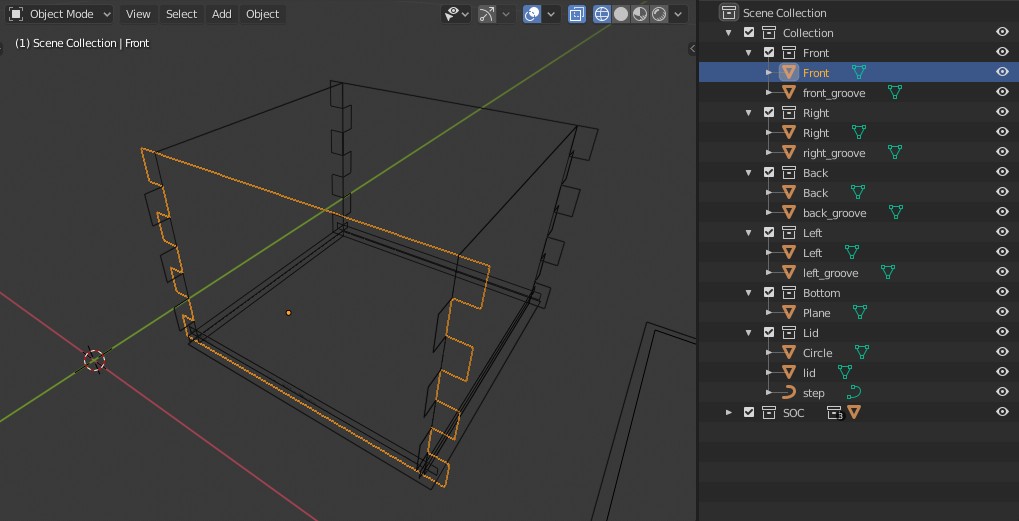 Object Mode View Select Add Object
(1) Scene Collection | Front
Scene Collection
Collection
Front
Front
front_groove
Right
Right
right_groove
Back
Back
back_groove
Left
Left
left_groove
Bottom
Plane
Lid
Circle
lid
step
SOC 3